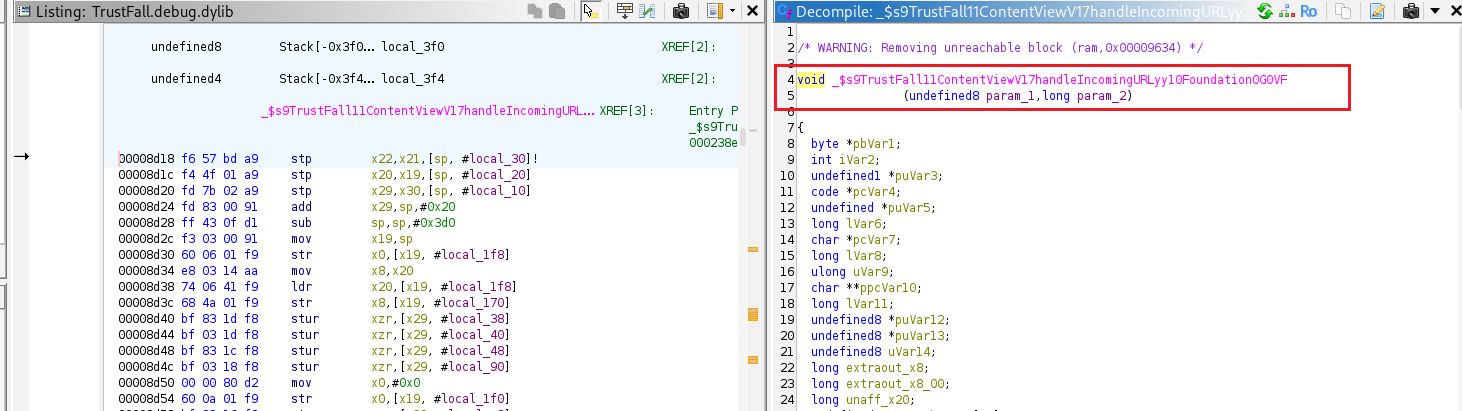 Listing: TrustFall.debug.dylib
undefined8 Stack[-0x3f0... local_3f0 XREF[2]:
undefined4 Stack[-0x3f4... local_3f4 XREF[2]:
_$s9TrustFall11ContentViewV17handleIncomingURL... XREF[3]: Entry P
_$s9Tru
000238e
00008d18 f6 57 bd a9 stp x22,x21,[sp, #local_30]!
00008d1c f4 4f 01 a9 stp x20,x19,[sp, #local_20]
00008d20 fd 7b 02 a9 stp x29,x30,[sp, #local_10]
00008d24 fd 83 00 91 add x29,sp,#0x20
00008d28 ff 43 0f d1 sub sp,sp,#0x3d0
00008d2c f3 03 00 91 mov x19,sp
00008d30 60 06 01 f9 str x0,[x19, #local_1f8]
00008d34 e8 03 14 aa mov x8,x20
00008d38 74 06 41 f9 ldr x20,[x19, #local_1f8]
00008d3c 68 4a 01 f9 str x8,[x19, #local_170]
00008d40 bf 83 1d f8 stur xzr,[x29, #local_38]
00008d44 bf 03 1d f8 stur xzr,[x29, #local_40]
00008d48 bf 83 1c f8 stur xzr,[x29, #local_48]
00008d4c bf 03 18 f8 stur xzr,[x29, #local_90]
00008d50 00 00 80 d2 mov x0,#0x0
00008d54 60 0a 01 f9 str x0,[x19, #local_1f0]
Decompile: _$s9TrustFall11ContentViewV17handleIncomingURLyy... Ro
1
2 /* WARNING: Removing unreachable block (ram,0x00009634) */
3
4 void _$s9TrustFall11ContentViewV17handleIncomingURLyy10Foundation0G0VF
5 (undefined8 param_1,long param_2)
6
7 {
8 byte *pbVar1;
9 int iVar2;
10 undefined1 *puVar3;
11 code *pcVar4;
12 undefined *puVar5;
13 long lVar6;
14 char *pcVar7;
15 long lVar8;
16 ulong uVar9;
17 char **ppcVar10;
18 long lVar11;
19 undefined8 *puVar12;
20 undefined8 *puVar13;
21 undefined8 uVar14;
22 long extraout_x8;
23 long extraout_x8_00;
24 long unaff_x20;